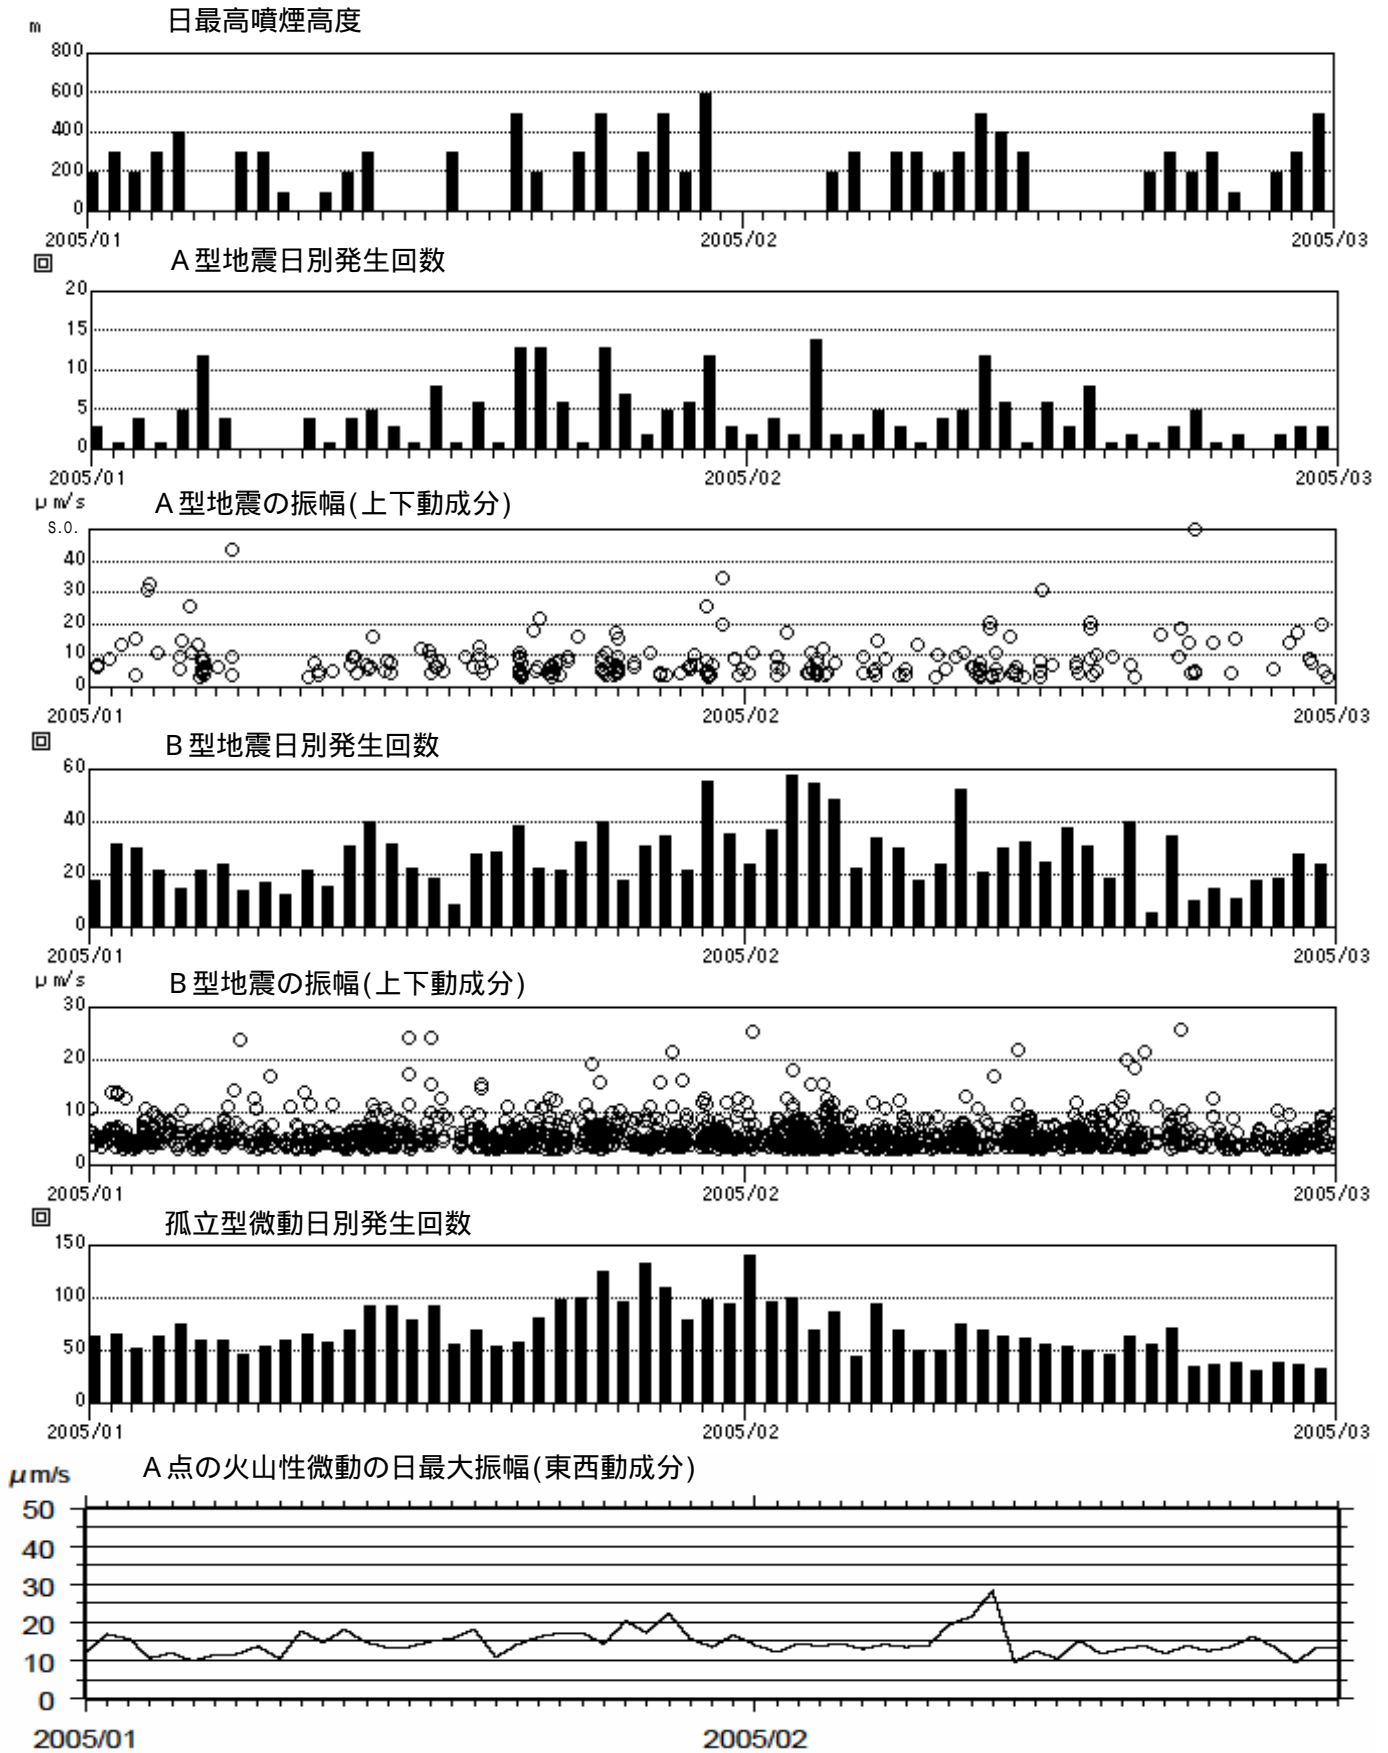 日最高噴煙高度
m
800
600
400
200
0
2005/01 2005/02 2005/03
回 A型地震日別発生回数
20
15
10
5
0
2005/01 2005/02 2005/03
μm/s A型地震の振幅(上下動成分)
S.O.
40
30
20
10
0
2005/01 2005/02 2005/03
回 B型地震日別発生回数
60
40
20
0
2005/01 2005/02 2005/03
μm/s B型地震の振幅(上下動成分)
30
20
10
0
2005/01 2005/02 2005/03
回 孤立型微動日別発生回数
150
100
50
0
2005/01 2005/02 2005/03
μm/s A点の火山性微動の日最大振幅(東西動成分)
50
40
30
20
10
0
2005/01 2005/02